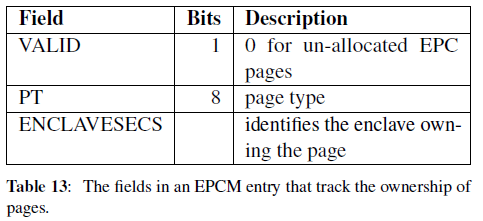 Field Bits Description
VALID 1 0 for un-allocated EPC
pages
PT 8 page type
ENCLAVESECS identifies the enclave own-
ing the page
Table 13: The fields in an EPCM entry that track the ownership of
pages.